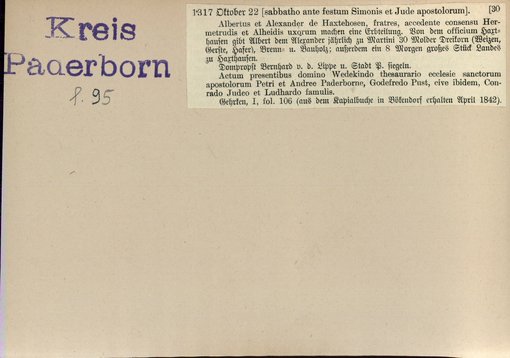 Kreis
Paderborn
f. 95
1317 Oktober 22 [sabbatho ante festum Simonis et Jude apostolorum]. [30
Albertus et Alexander de Haxtehosen, fratres, accedente consensu Her-
metrudis et Alheidis uxorum machen eine Erbteilung. Von dem officium Haxt-
hausen gibt Albert dem Alexander jährlich zu Martini 30 Molder Dreikorn (Weizen,
Gerste, Hafer), Brenn- u. Bauholz; außerdem ein 8 Morgen großes Stück Landes
zu Haxthausen.
Dompropst Bernhard v. d. Lippe u. Stadt P. siegeln.
Actum presentibus domino Wedekindo thesaurario ecclesie sanctorum
apostolorum Petri et Andree Paderborne, Godefredo Pust, cive ibidem, Con-
rado Judeo et Ludhardo famulis.
Gehrken, I, fol. 106 (aus dem Kapialbuche in Bökendorf erhalten April 1842).